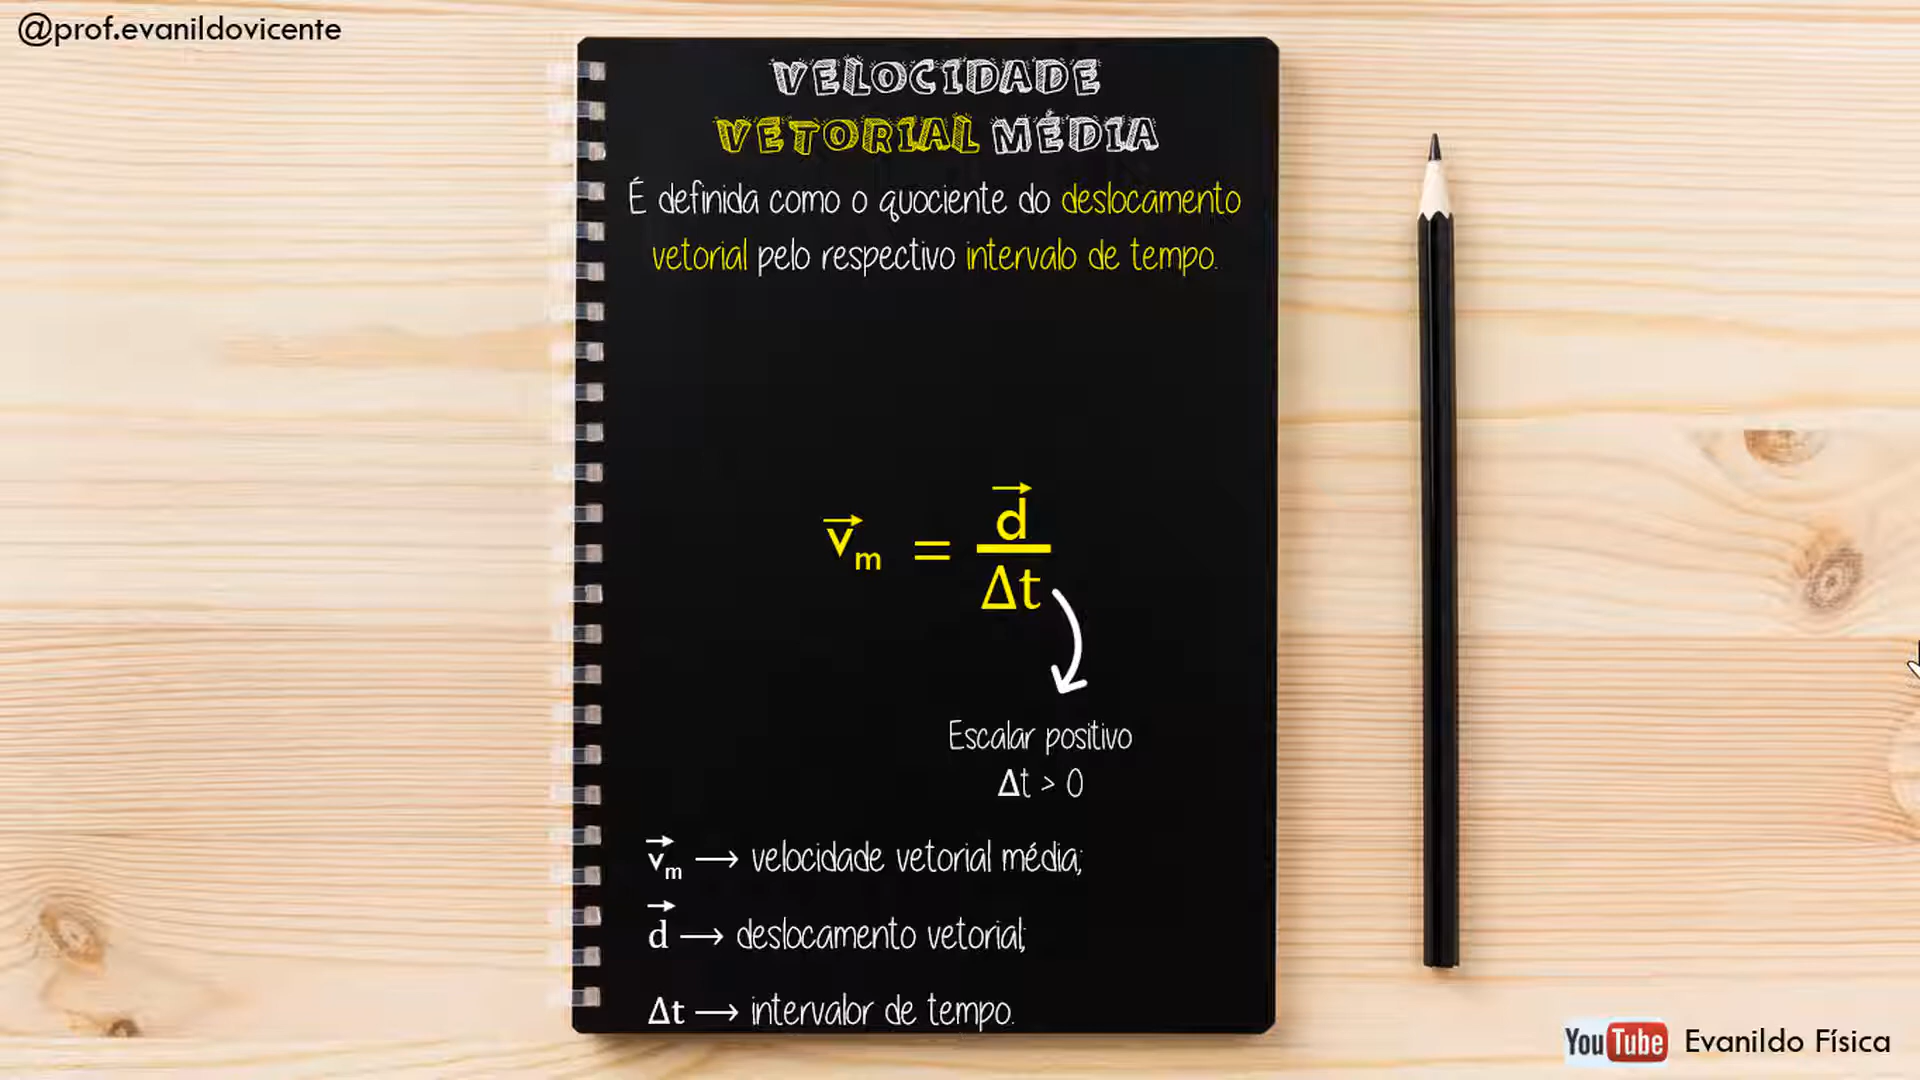 @prof.evanildovicente
VELOCIDADE
VETORIAL MÉDIA
É definida como o quociente do deslocamento
vetorial pelo respectivo intervalo de tempo.
v⃗m = d⃗/Δt
Escalar positivo
Δt > 0
v⃗m → velocidade vetorial média;
d⃗ → deslocamento vetorial;
Δt → intervalor de tempo.
YouTube Evanildo Física